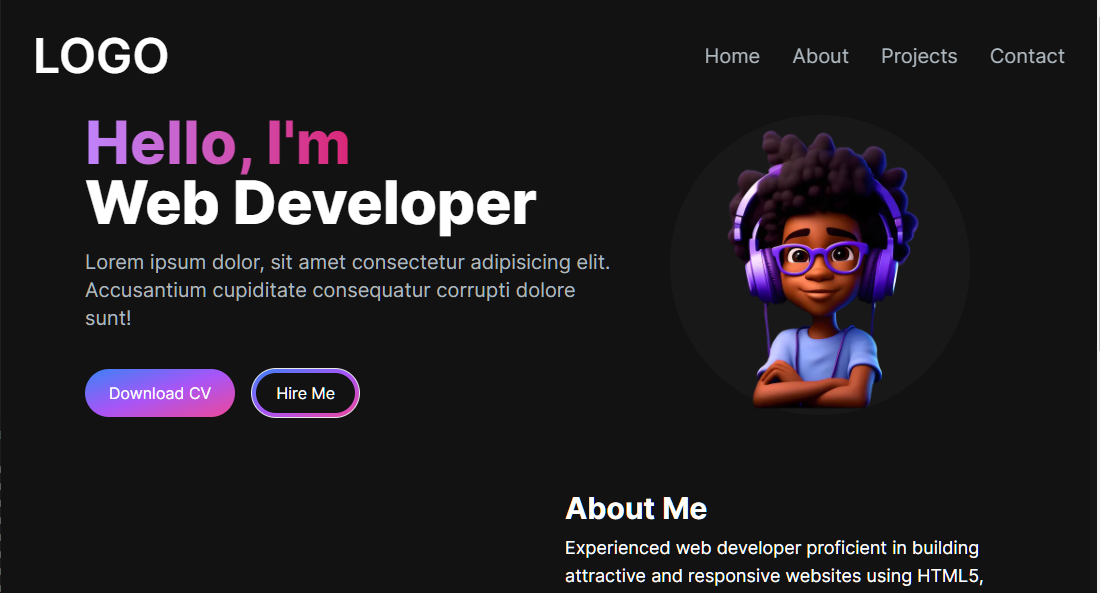 LOGO
Home About Projects Contact
Hello, I'm
Web Developer
Lorem ipsum dolor, sit amet consectetur adipisicing elit.
Accusantium cupiditate consequatur corrupti dolore
sunt!
Download CV Hire Me
About Me
Experienced web developer proficient in building
attractive and responsive websites using HTML5,